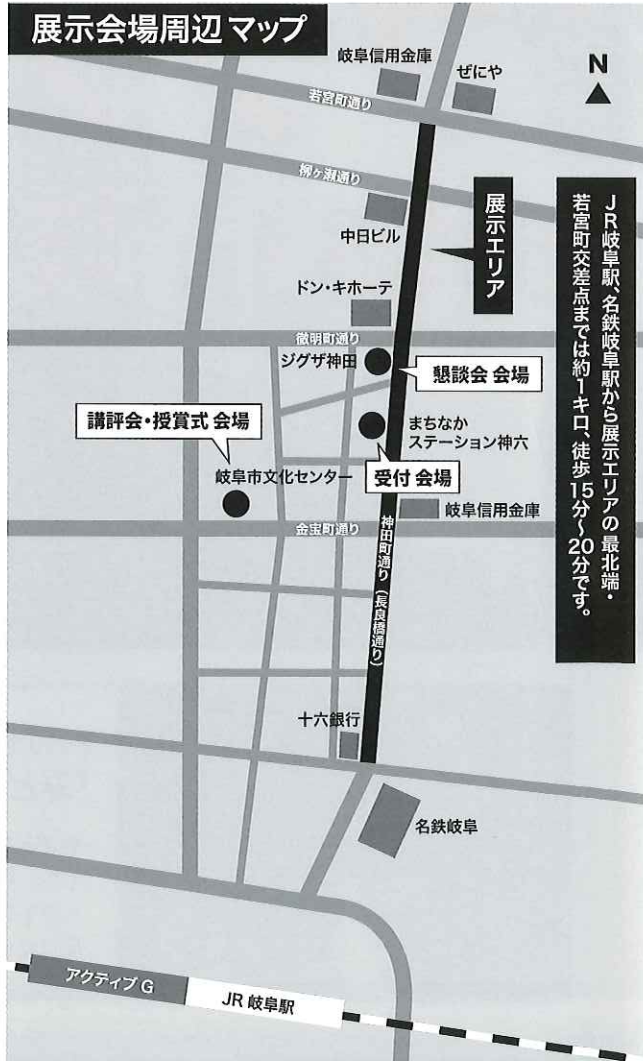 展示会場周辺マップ
岐阜信用金庫
ぜにや
N
若宮町通り
柳ヶ瀬通り
中日ビル
展示エリア
JR岐阜駅、名鉄岐阜駅から展示エリアの最北端・
若宮町交差点までは約1キロ、徒歩15分〜20分です。
ドン・キホーテ
徹明町通り
ジグザ神田
懇談会 会場
講評会・授賞式 会場
まちなか
ステーション神六
岐阜市文化センター
受付 会場
岐阜信用金庫
金宝町通り
神田町通り（長良橋通り）
十六銀行
名鉄岐阜
アクティブG
JR 岐阜駅